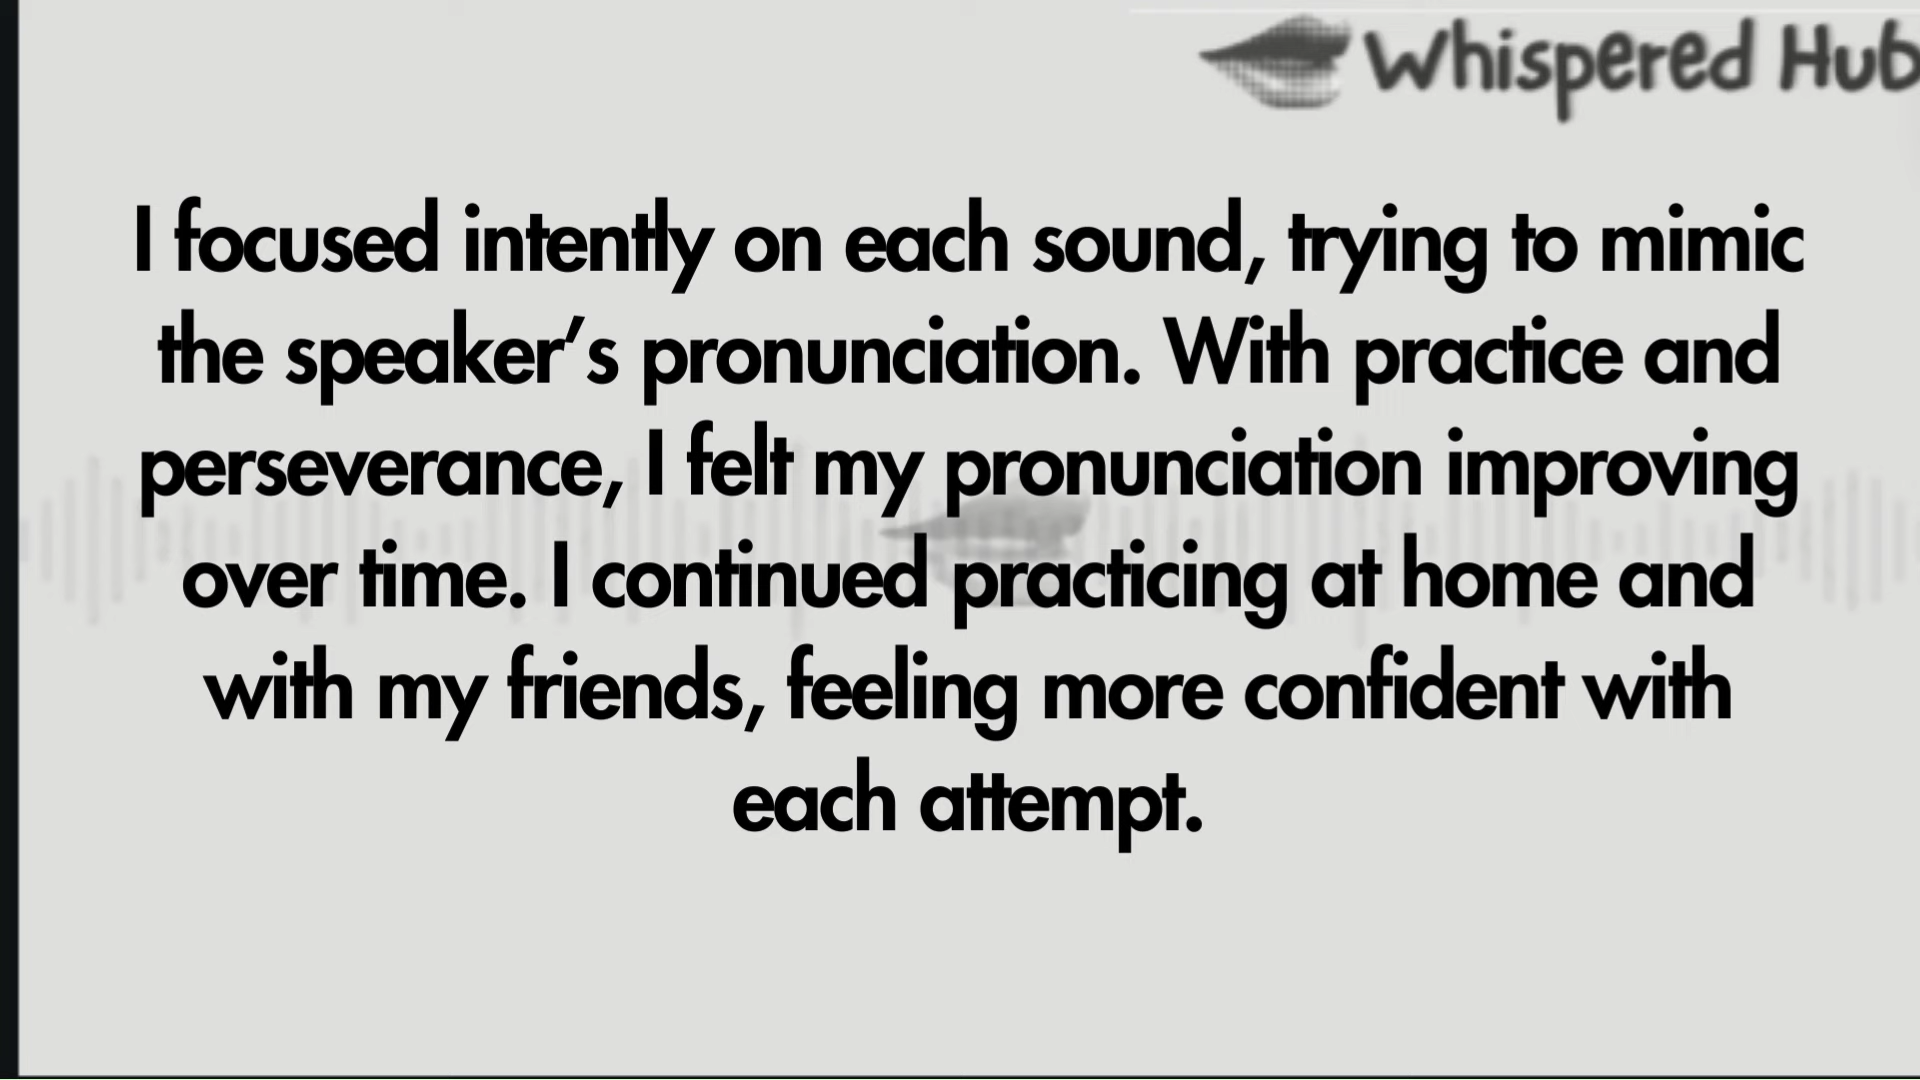 Whispered Hub
I focused intently on each sound, trying to mimic
the speaker’s pronunciation. With practice and
perseverance, I felt my pronunciation improving
over time. I continued practicing at home and
with my friends, feeling more confident with
each attempt.